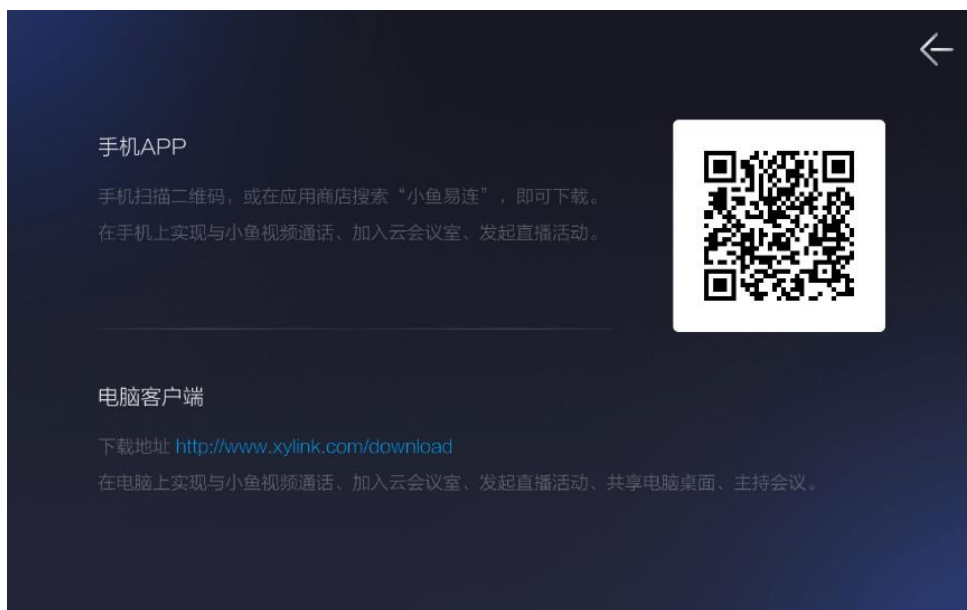 手机APP
手机扫描二维码，或在应用商店搜索“小鱼易连”，即可下载。
在手机上实现与小鱼视频通话、加入云会议室、发起直播活动。
电脑客户端
下载地址 http://www.xylink.com/download
在电脑上实现与小鱼视频通话、加入云会议室、发起直播活动、共享电脑桌面、主持会议。